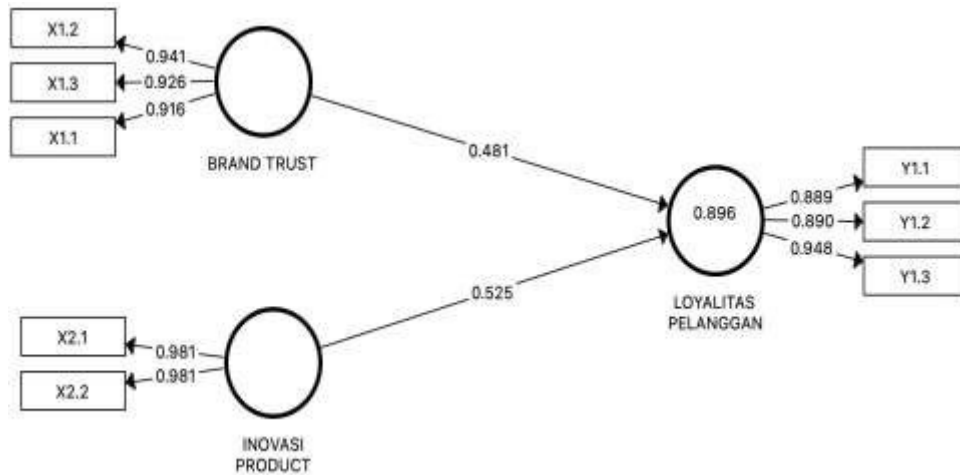 X1.2
0.941
X1.3
0.926
X1.1
0.916
BRAND TRUST
0.481
0.896
Y1.1
0.889
Y1.2
0.890
Y1.3
0.948
LOYALITAS
PELANGGAN
0.525
X2.1
0.981
X2.2
0.981
INOVASI
PRODUCT